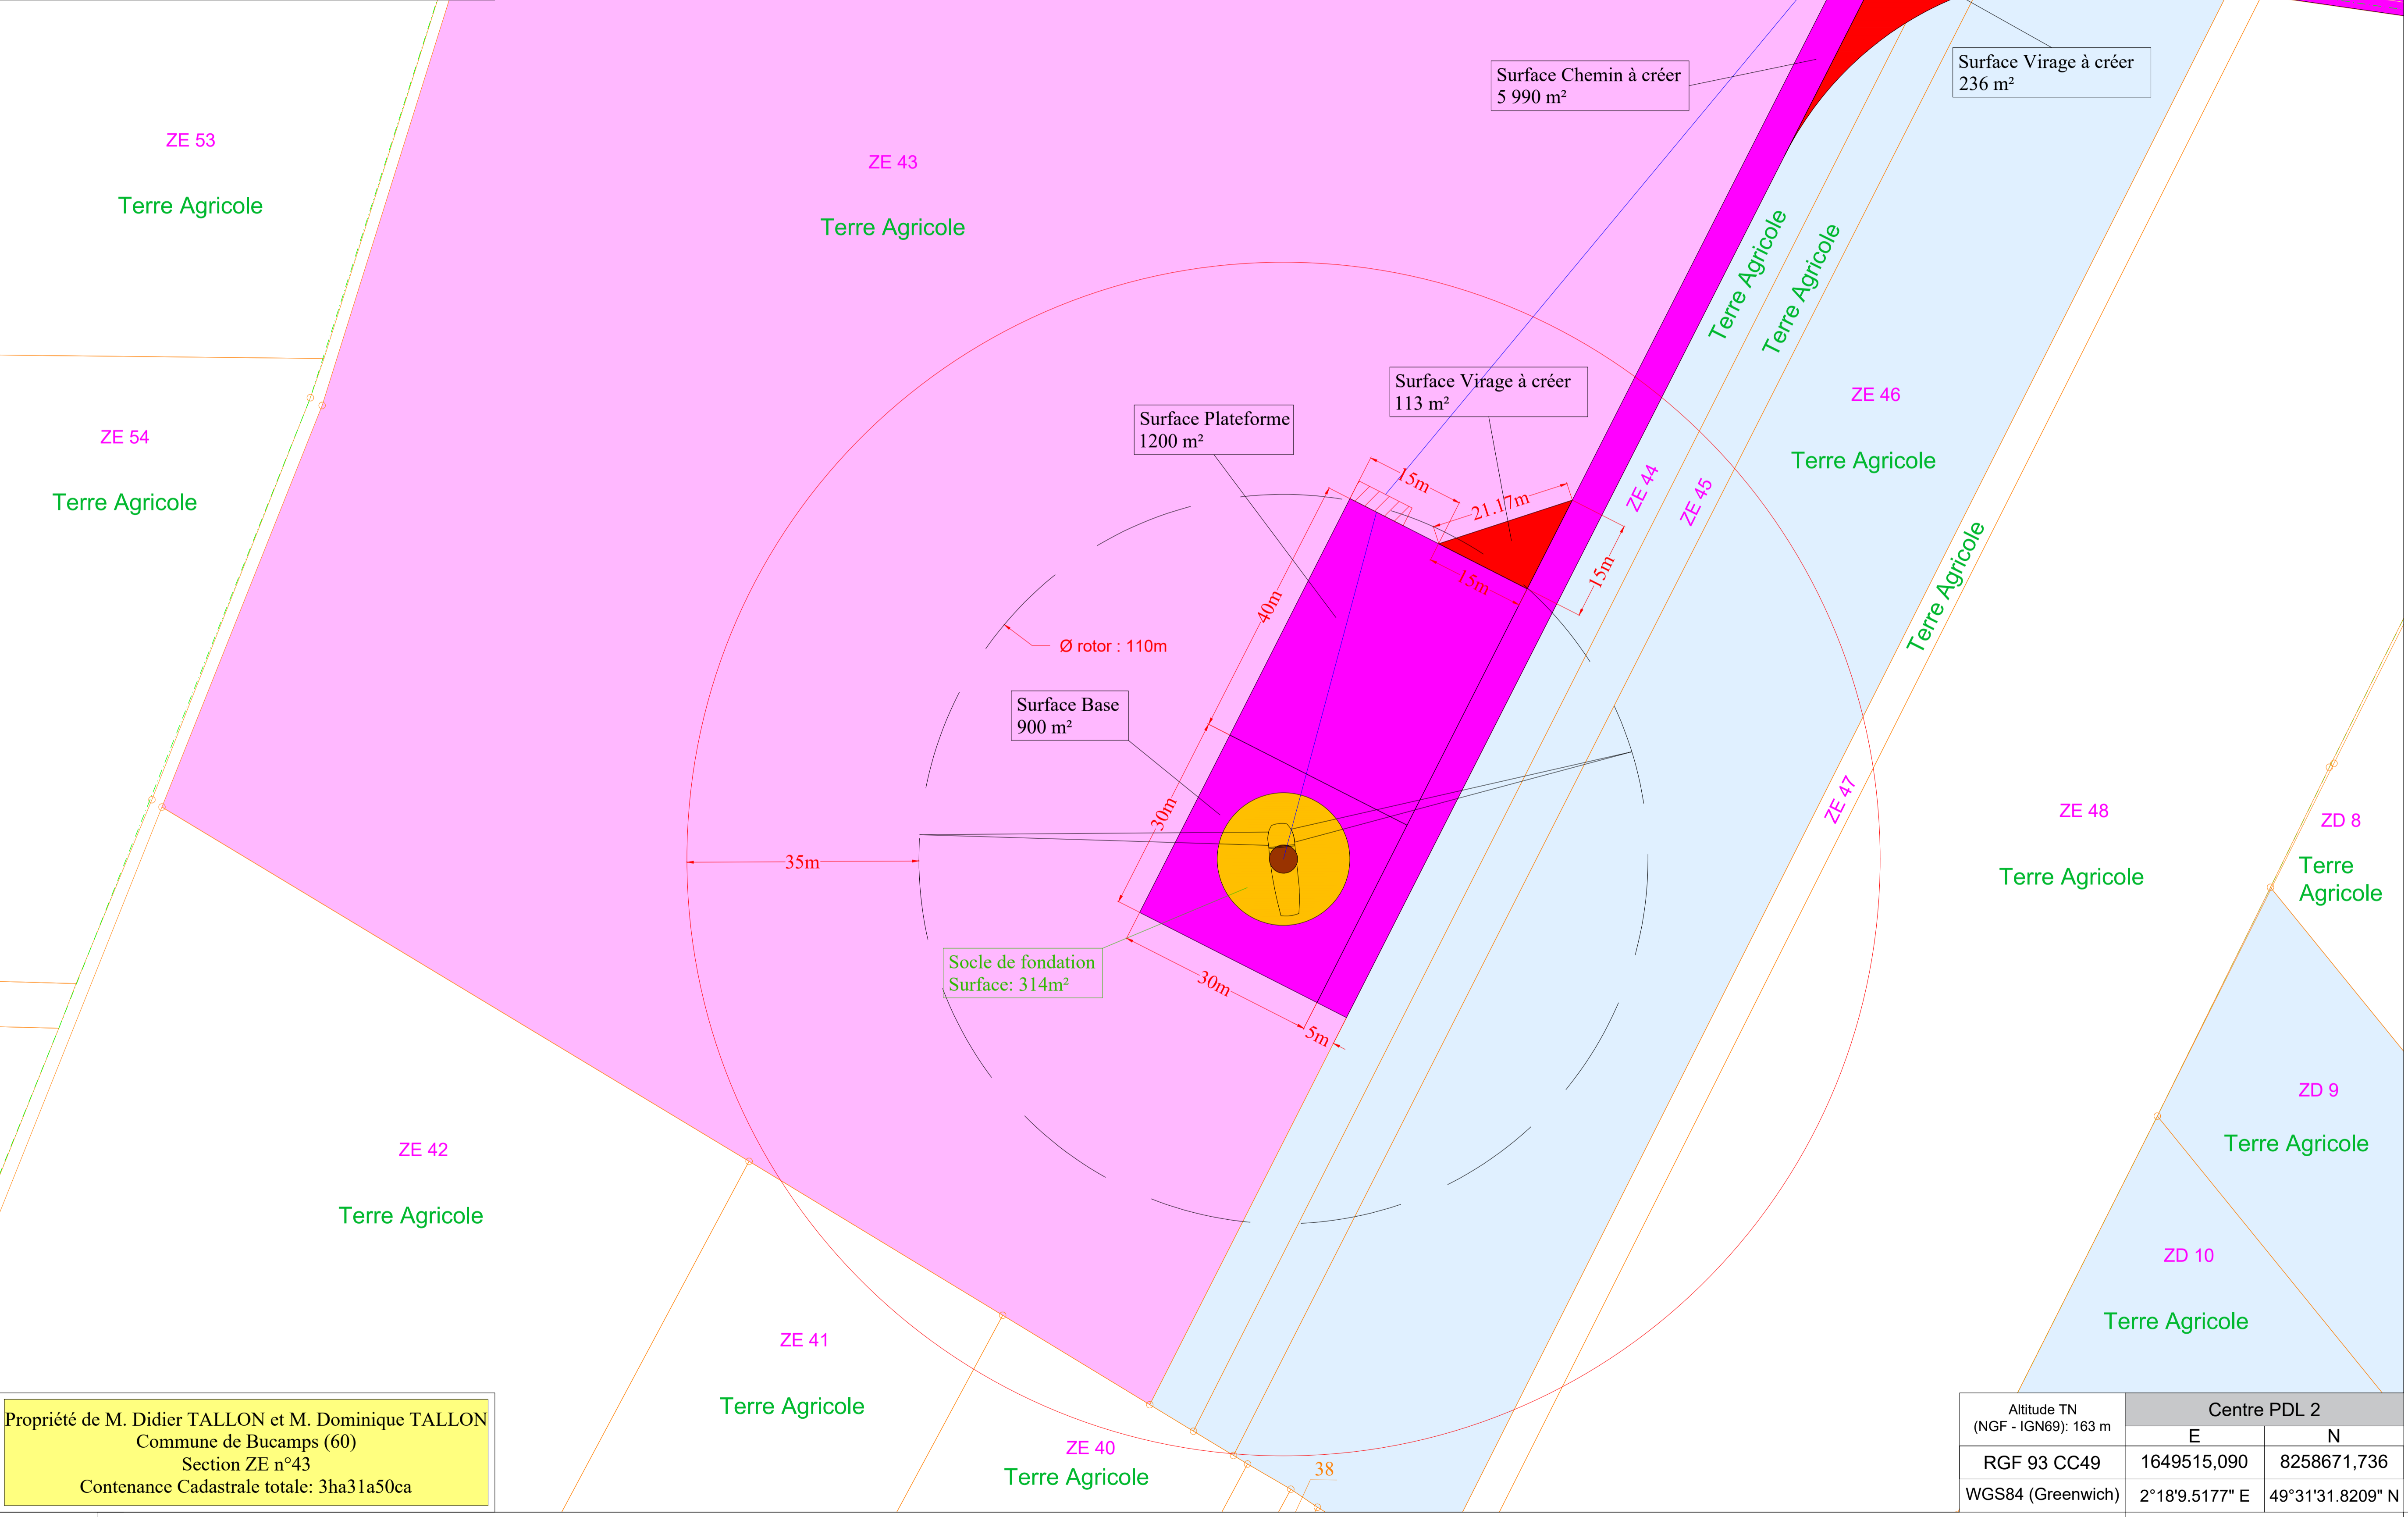 Surface Chemin à créer
5 990 m²
Surface Virage à créer
236 m²
ZE 53
Terre Agricole
ZE 43
Terre Agricole
Terre Agricole
Terre Agricole
ZE 54
Terre Agricole
Surface Virage à créer
113 m²
Surface Plateforme
1200 m²
ZE 46
Terre Agricole
15m
21.17m
15m
15m
ZE 44
ZE 45
Terre Agricole
40m
Ø rotor : 110m
Surface Base
900 m²
30m
35m
ZE 47
ZE 48
Terre Agricole
ZD 8
Terre
Agricole
Socle de fondation
Surface: 314m²
30m
5m
ZD 9
Terre Agricole
ZE 42
Terre Agricole
ZD 10
Terre Agricole
ZE 41
Terre Agricole
ZE 40
Terre Agricole
38
Propriété de M. Didier TALLON et M. Dominique TALLON
Commune de Bucamps (60)
Section ZE n°43
Contenance Cadastrale totale: 3ha31a50ca
Altitude TN
(NGF - IGN69): 163 m
Centre PDL 2
E N
RGF 93 CC49 1649515,090 8258671,736
WGS84 (Greenwich) 2°18'9.5177" E 49°31'31.8209" N